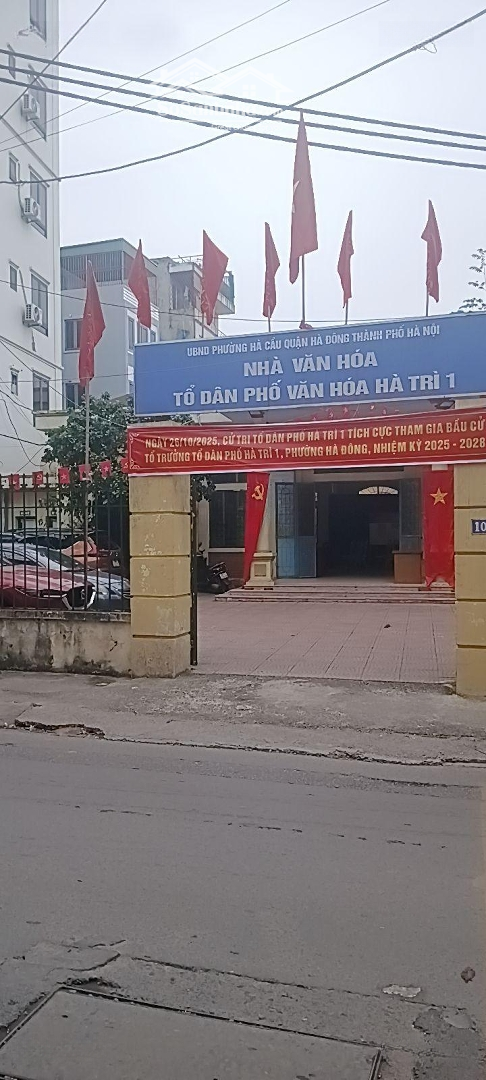 UBND PHƯỜNG HÀ CẦU QUẬN HÀ ĐÔNG THÀNH PHỐ HÀ NỘI
NHÀ VĂN HÓA
TỔ DÂN PHỐ VĂN HÓA HÀ TRÌ 1
NGÀY 26/10/2025, CỬ TRI TỔ DÂN PHỐ HÀ TRÌ 1 TÍCH CỰC THAM GIA BẦU CỬ
TỔ TRƯỞNG TỔ DÂN PHỐ HÀ TRÌ 1, PHƯỜNG HÀ ĐÔNG, NHIỆM KỲ 2025 - 2028
10